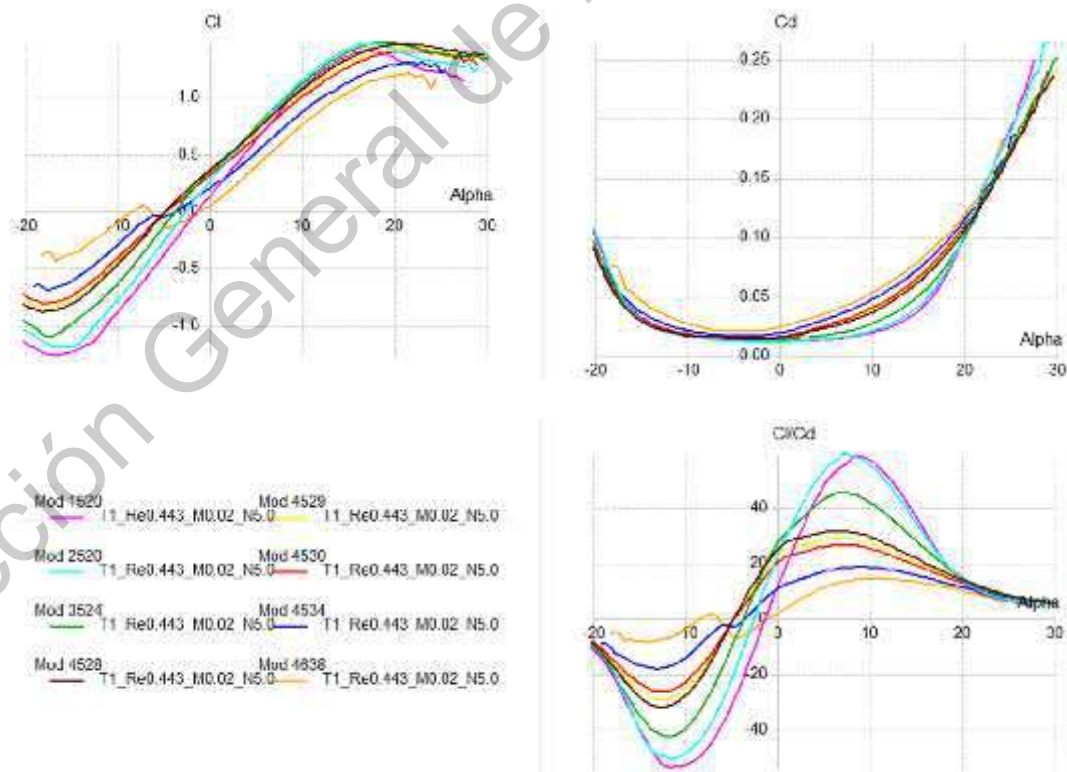 Cl
1.0
0.5
Alpha
-20
-10
0
10
20
30
-0.5
-1.0
Cd
0.25
0.20
0.15
0.10
0.05
0.00
Alpha
-20
-10
0
10
20
30
Mod 1520
T1_Re0.443_M0.02_N5.0
Mod 4529
T1_Re0.443_M0.02_N5.0
Mod 2520
T1_Re0.443_M0.02_N5.0
Mod 4530
T1_Re0.443_M0.02_N5.0
Mod 3524
T1_Re0.443_M0.02_N5.0
Mod 4534
T1_Re0.443_M0.02_N5.0
Mod 4528
T1_Re0.443_M0.02_N5.0
Mod 4638
T1_Re0.443_M0.02_N5.0
Cl/Cd
40
20
Alpha
-20
-10
0
10
20
30
-20
-40
General de